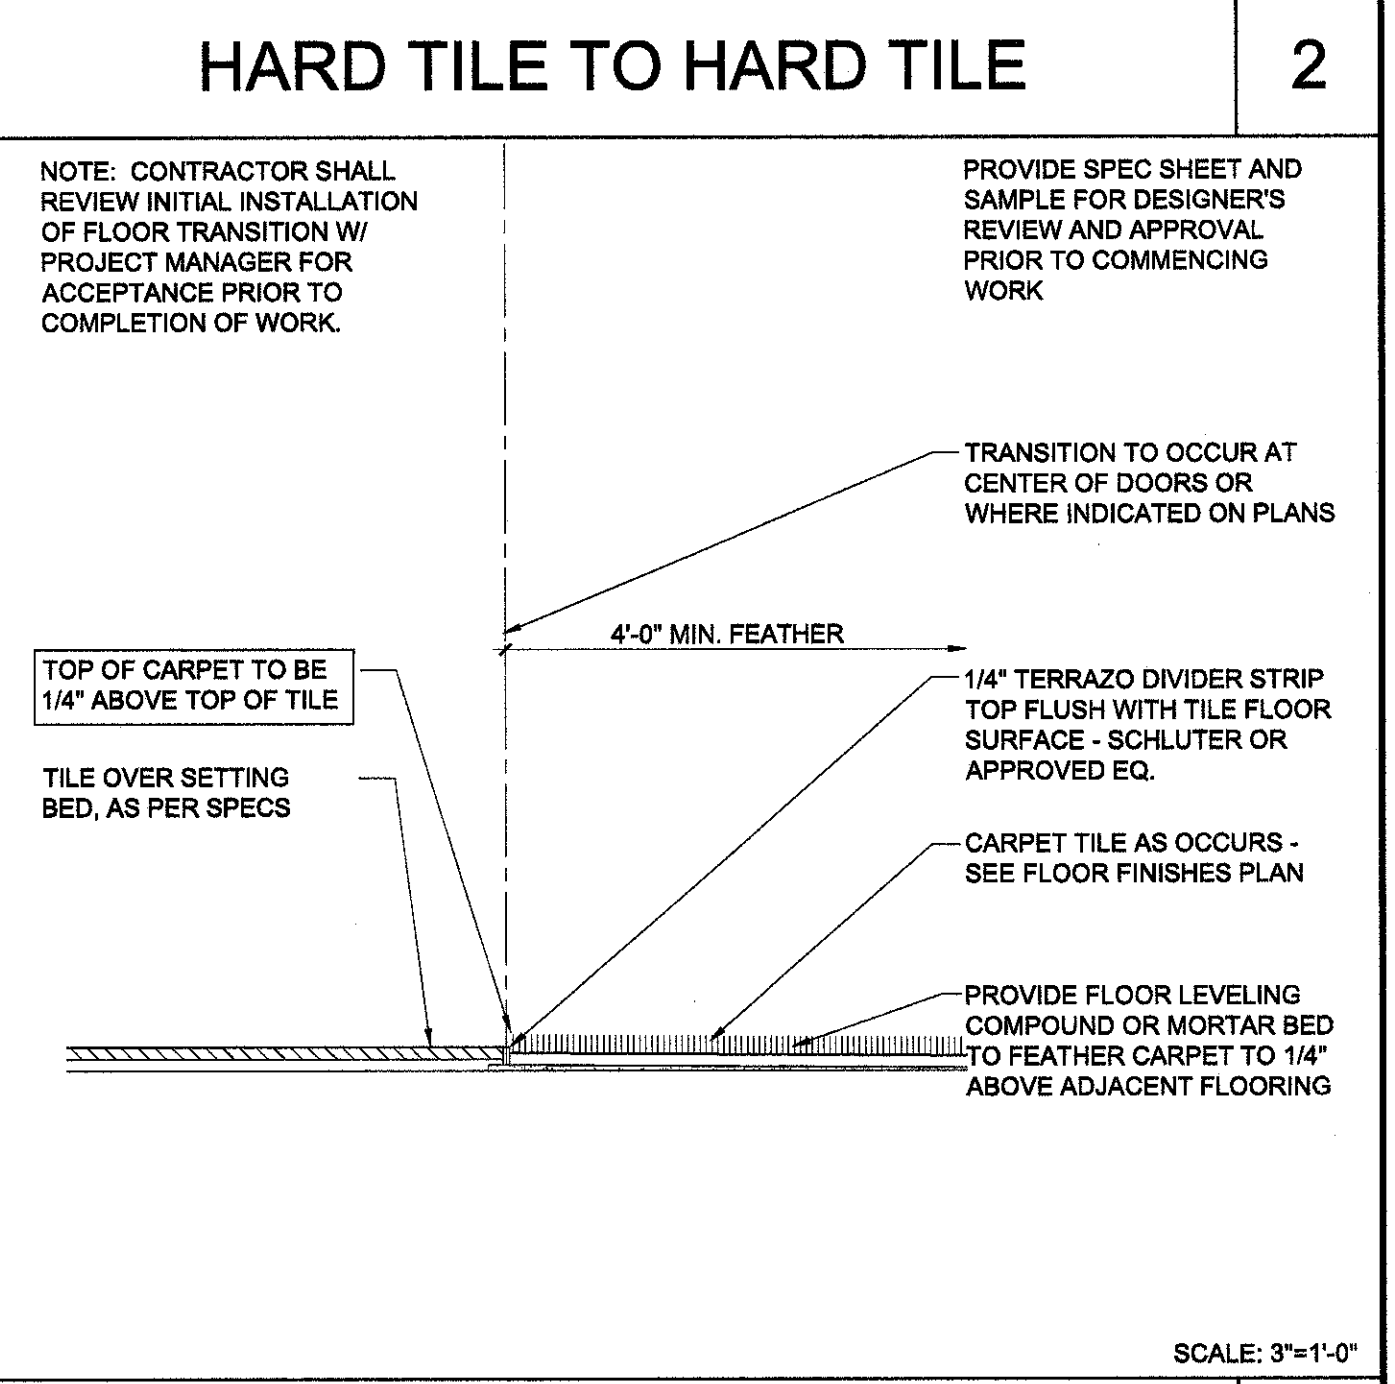 HARD TILE TO HARD TILE
2
NOTE: CONTRACTOR SHALL
REVIEW INITIAL INSTALLATION
OF FLOOR TRANSITION W/
PROJECT MANAGER FOR
ACCEPTANCE PRIOR TO
COMPLETION OF WORK.
PROVIDE SPEC SHEET AND
SAMPLE FOR DESIGNER'S
REVIEW AND APPROVAL
PRIOR TO COMMENCING
WORK
TRANSITION TO OCCUR AT
CENTER OF DOORS OR
WHERE INDICATED ON PLANS
4'-0" MIN. FEATHER
TOP OF CARPET TO BE
1/4" ABOVE TOP OF TILE
TILE OVER SETTING
BED, AS PER SPECS
1/4" TERRAZO DIVIDER STRIP
TOP FLUSH WITH TILE FLOOR
SURFACE - SCHLUTER OR
APPROVED EQ.
CARPET TILE AS OCCURS -
SEE FLOOR FINISHES PLAN
PROVIDE FLOOR LEVELING
COMPOUND OR MORTAR BED
TO FEATHER CARPET TO 1/4"
ABOVE ADJACENT FLOORING
SCALE: 3"=1'-0"